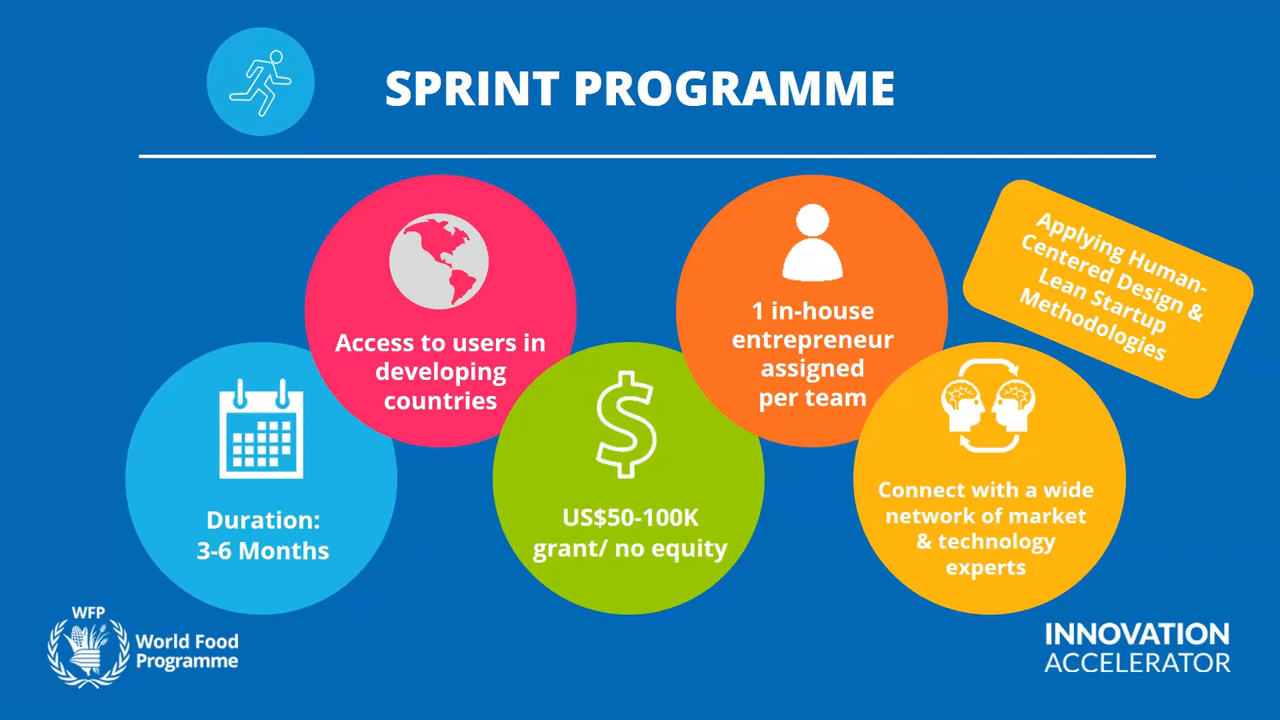 SPRINT PROGRAMME
Access to users in
developing
countries
1 in-house
entrepreneur
assigned
per team
Applying Human-
Centered Design &
Lean Startup
Methodologies
Duration:
3-6 Months
US$50-100K
grant/ no equity
Connect with a wide
network of market
& technology
experts
WFP
World Food
Programme
INNOVATION
ACCELERATOR